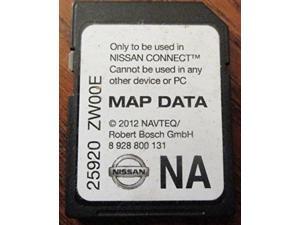 Only to be used in
NISSAN CONNECT™
Cannot be used in any
other device or PC
MAP DATA
© 2012 NAVTEQ/
Robert Bosch GmbH
8 928 800 131
NISSAN
NA
25920 ZW00E